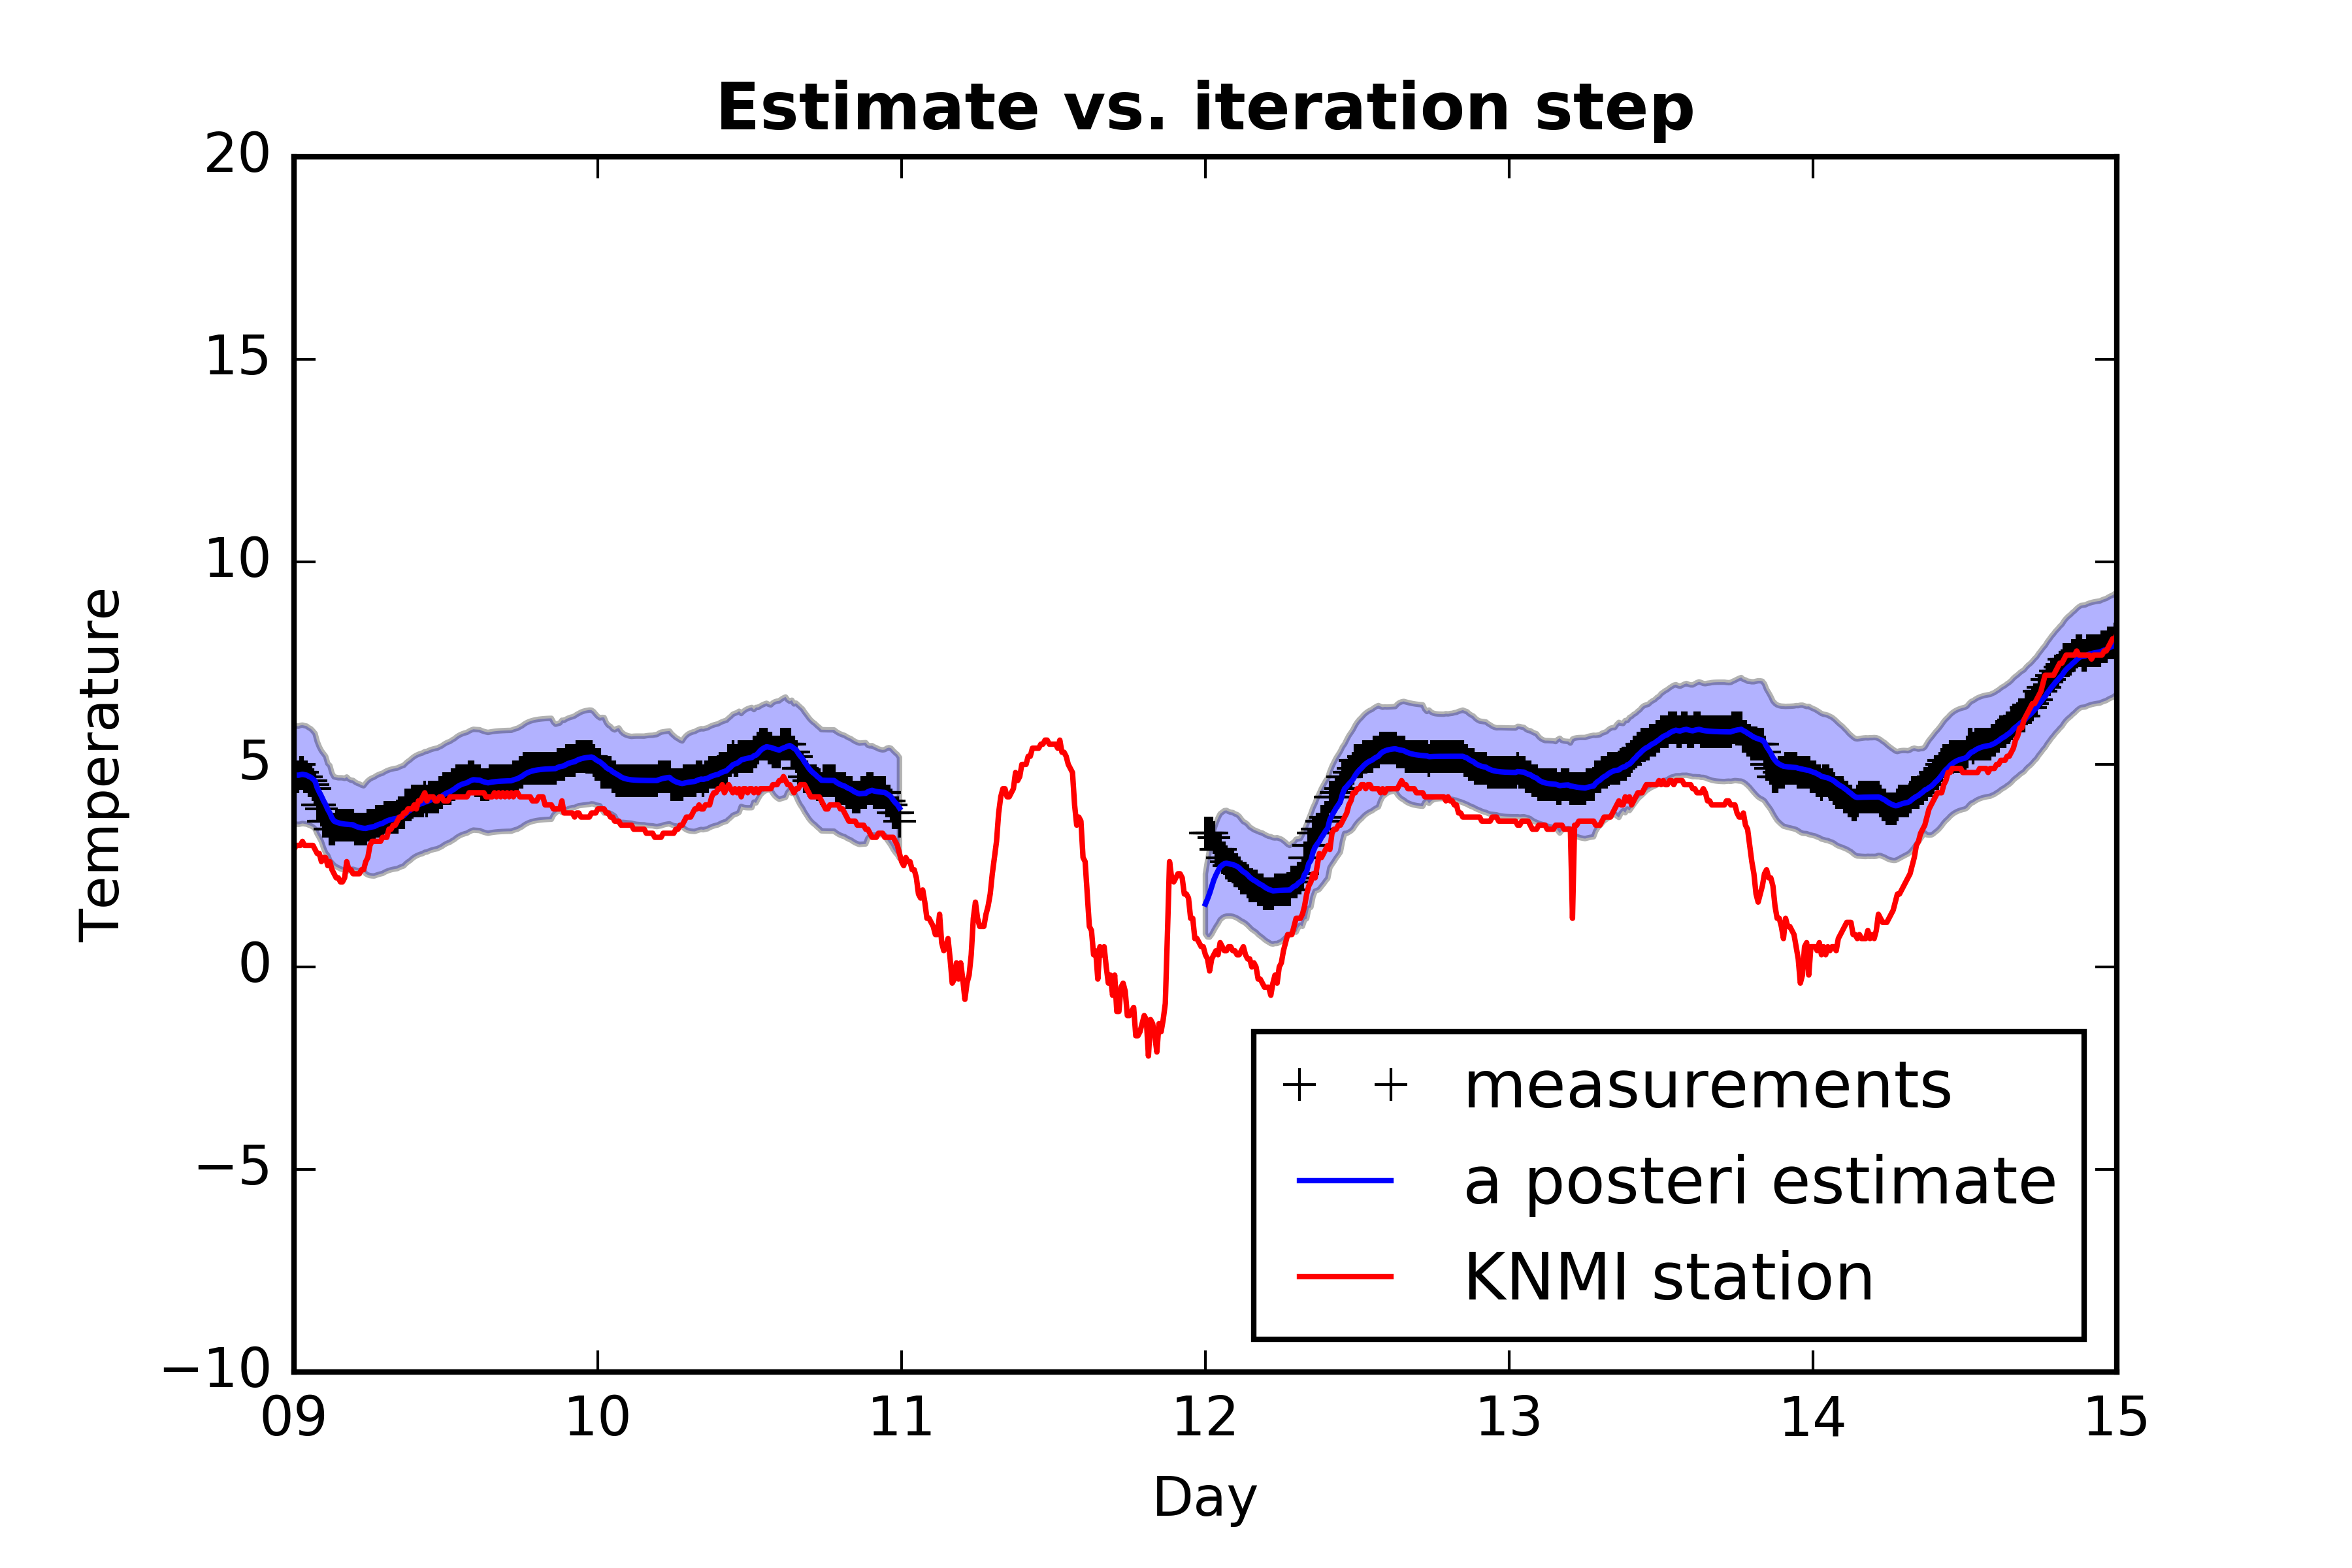 Estimate vs. iteration step
20
15
10
5
0
−5
−10
Temperature
09 10 11 12 13 14 15
Day
measurements
a posteri estimate
KNMI station